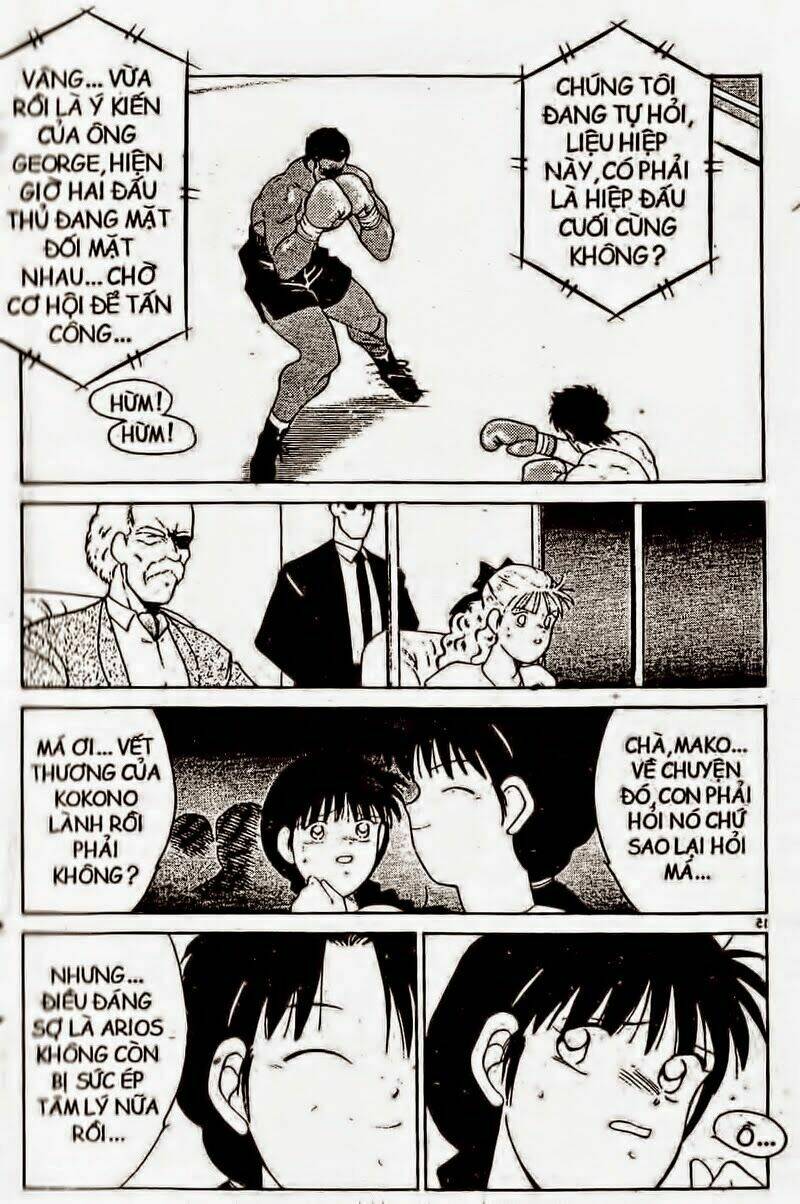 VÂNG... VỪA
RỒI LÀ Ý KIẾN
CỦA ÔNG
GEORGE, HIỆN
GIỜ HAI ĐẤU
THỦ ĐANG MẶT
ĐỐI MẶT
NHAU... CHỜ
CƠ HỘI ĐỂ TẤN
CÔNG...
CHÚNG TÔI
ĐANG TỰ HỎI,
LIỆU HIỆP
NÀY, CÓ PHẢI
LÀ HIỆP ĐẤU
CUỐI CÙNG
KHÔNG?
HỪM!
HỪM!
MÁ ƠI... VẾT
THƯƠNG CỦA
KOKONO
LÀNH RỒI
PHẢI
KHÔNG?
CHÀ, MAKO...
VỀ CHUYỆN
ĐÓ, CON PHẢI
HỎI NÓ CHỨ
SAO LẠI HỎI
MÁ...
15
NHƯNG...
ĐIỀU ĐÁNG
SỢ LÀ ARIOS
KHÔNG CÒN
BỊ SỨC ÉP
TÂM LÝ NỮA
RỒI...
Ồ...